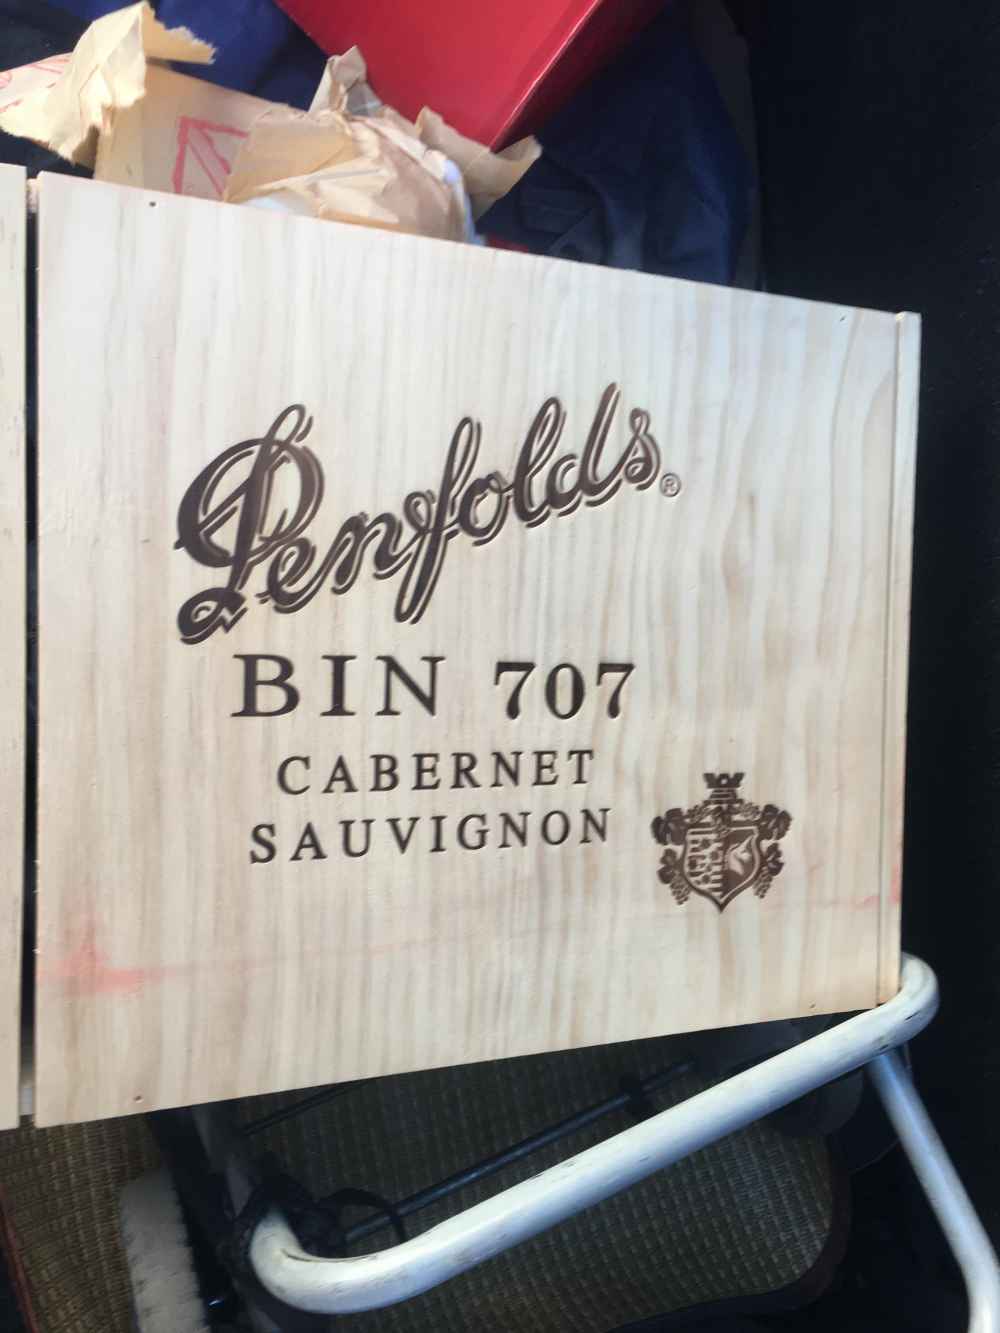 Penfolds®
BIN 707
CABERNET
SAUVIGNON